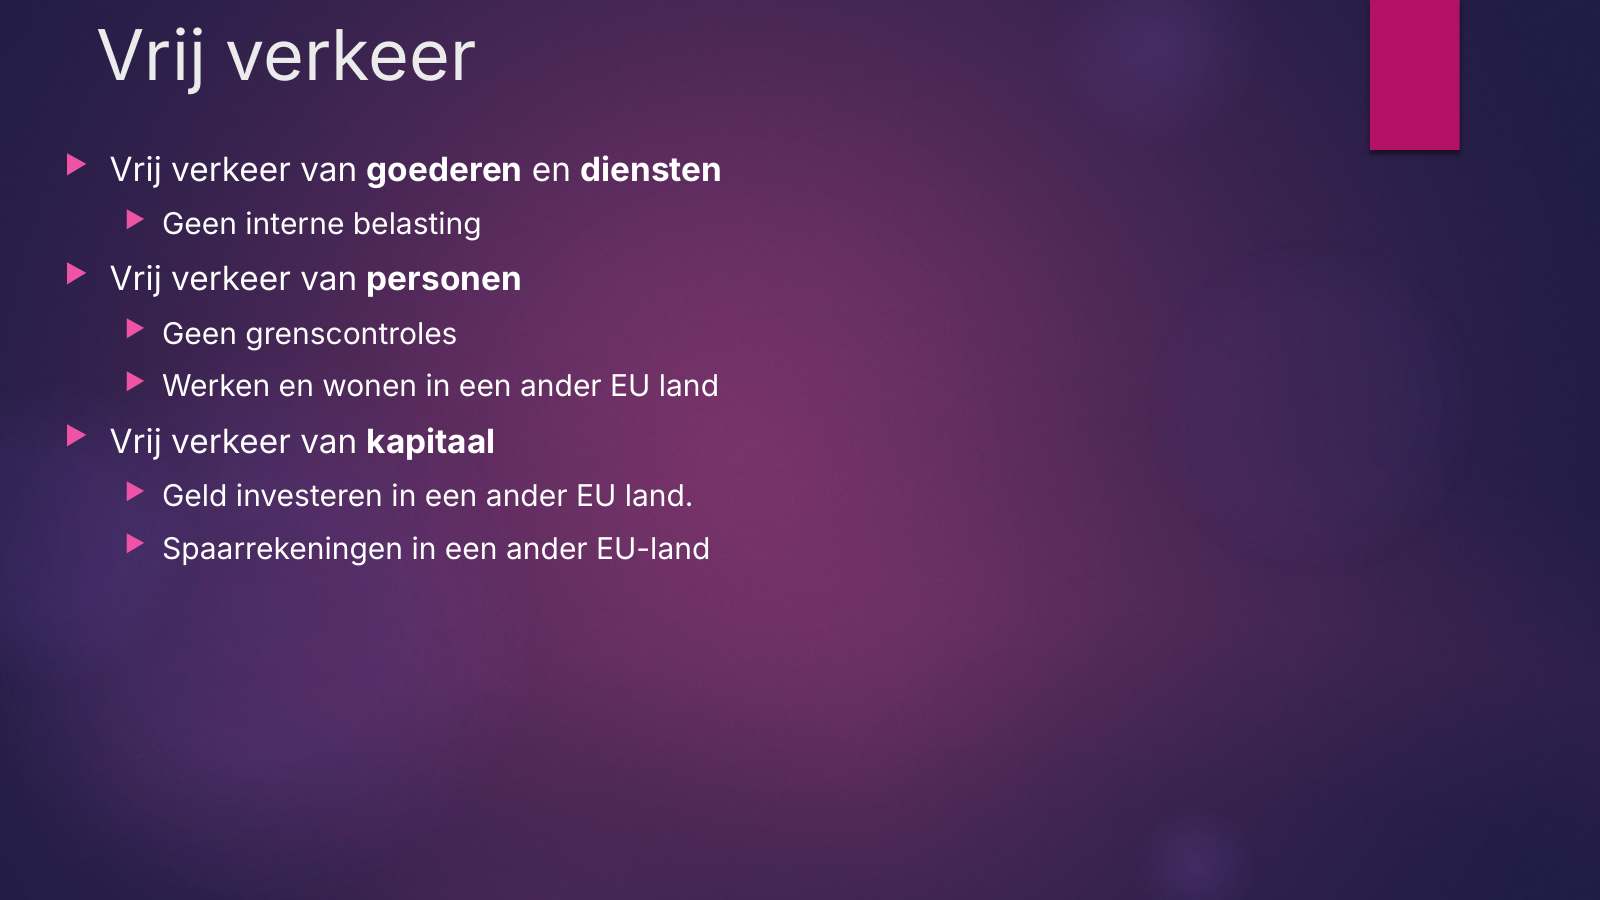 Vrij verkeer
Vrij verkeer van goederen en diensten
Geen interne belasting
Vrij verkeer van personen
Geen grenscontroles
Werken en wonen in een ander EU land
Vrij verkeer van kapitaal
Geld investeren in een ander EU land.
Spaarrekeningen in een ander EU-land